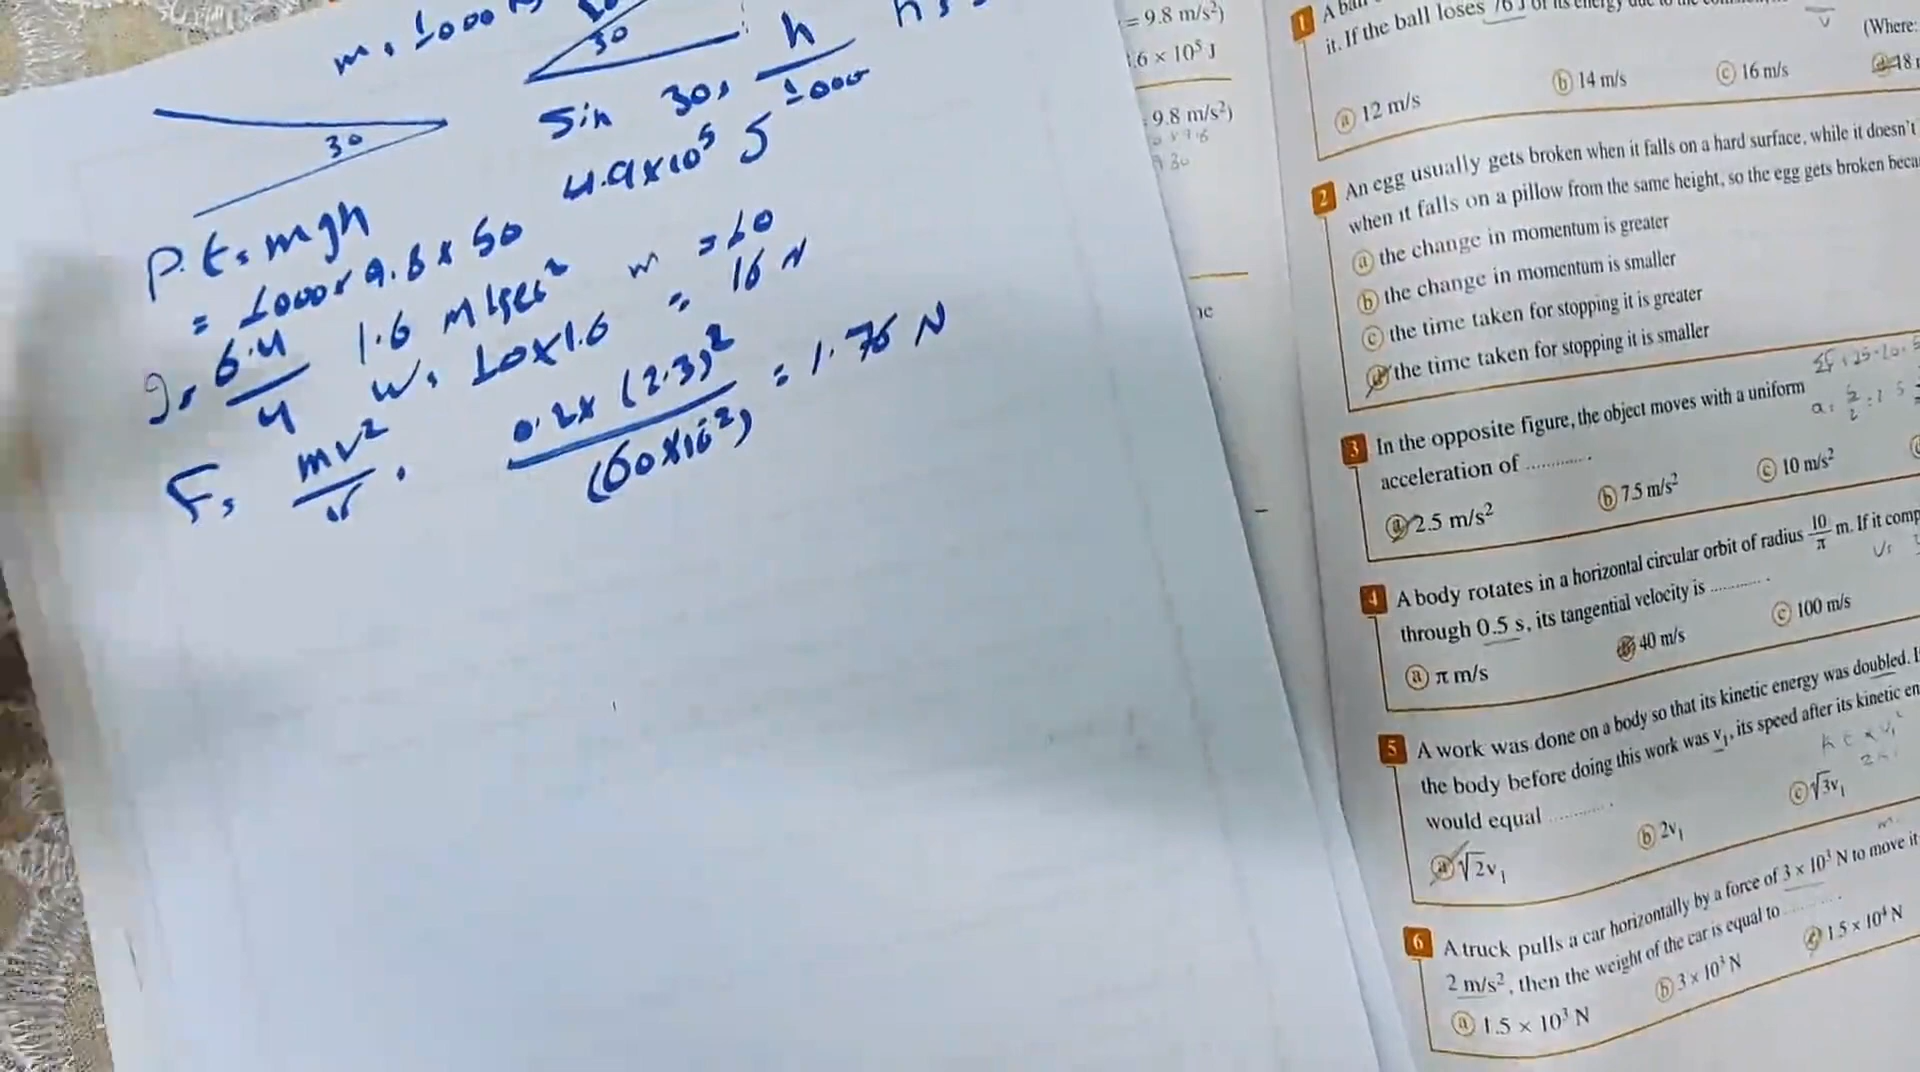 m, 1000
30
h
Sin 30, 1000
30
4.9x10⁵ J
P.E = mgh
= 1000 x 9.8 x 50
g, 6.4
4
1.6 m/sec² m = 10
W, 10x1.6 = 16 N
F, mv²
r
0.2x (2.3)² = 1.76 N
(60x10⁻²)
= 9.8 m/s²)
.6 × 10⁵ J
9.8 m/s²)
1
it. If the ball loses 76 J of its energy due to the
v
(Where:
ⓐ 12 m/s
ⓑ 14 m/s
ⓒ 16 m/s
ⓓ 18
2 An egg usually gets broken when it falls on a hard surface, while it doesn't
when it falls on a pillow from the same height, so the egg gets broken beca
ⓐ the change in momentum is greater
ⓑ the change in momentum is smaller
ⓒ the time taken for stopping it is greater
ⓓ the time taken for stopping it is smaller
3 In the opposite figure, the object moves with a uniform
acceleration of ............ .
ⓐ 2.5 m/s²
ⓑ 7.5 m/s²
ⓒ 10 m/s²
4 A body rotates in a horizontal circular orbit of radius 10/π m. If it comp
through 0.5 s, its tangential velocity is ............ .
ⓐ π m/s
ⓑ 40 m/s
ⓒ 100 m/s
5 A work was done on a body so that its kinetic energy was doubled. I
the body before doing this work was v₁, its speed after its kinetic en
would equal ............ .
ⓐ √2v₁
ⓑ 2v₁
ⓒ √3v₁
6 A truck pulls a car horizontally by a force of 3 × 10³ N to move it
2 m/s², then the weight of the car is equal to ............ .
ⓐ 1.5 × 10³ N
ⓑ 3 × 10³ N
ⓒ 1.5 × 10⁴ N